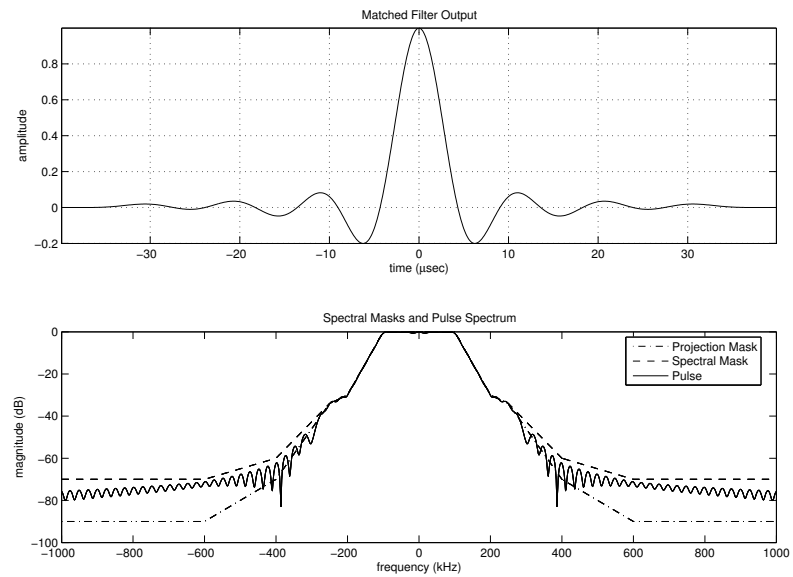 Matched Filter Output
amplitude
0.8
0.6
0.4
0.2
0
−0.2
−30 −20 −10 0 10 20 30
time (μsec)
Spectral Masks and Pulse Spectrum
magnitude (dB)
0
−20
−40
−60
−80
−100
Projection Mask
Spectral Mask
Pulse
−1000 −800 −600 −400 −200 0 200 400 600 800 1000
frequency (kHz)